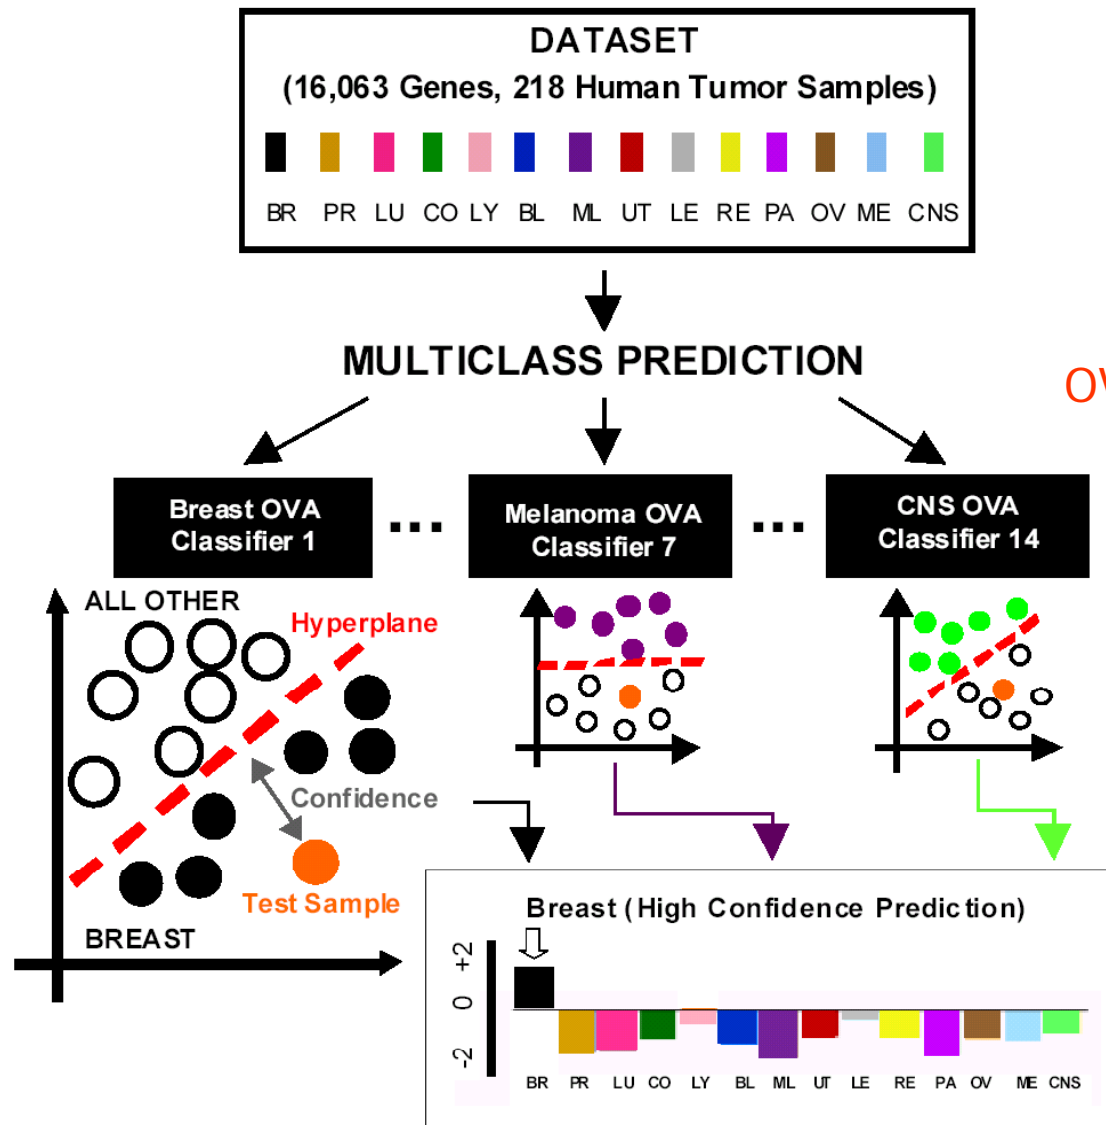 DATASET
(16,063 Genes, 218 Human Tumor Samples)
BR PR LU CO LY BL ML UT LE RE PA OV ME CNS
MULTICLASS PREDICTION
Breast OVA
Classifier 1
...
Melanoma OVA
Classifier 7
...
CNS OVA
Classifier 14
ALL OTHER
Hyperplane
Confidence
Test Sample
BREAST
Breast (High Confidence Prediction)
+2
0
-2
BR PR LU CO LY BL ML UT LE RE PA OV ME CNS